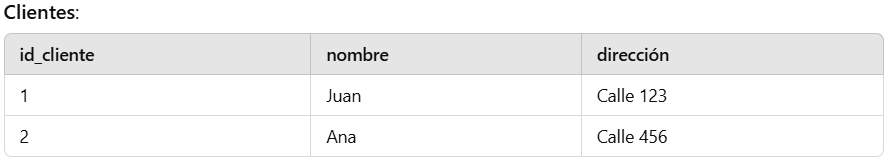 Clientes:
id_cliente nombre dirección
1 Juan Calle 123
2 Ana Calle 456